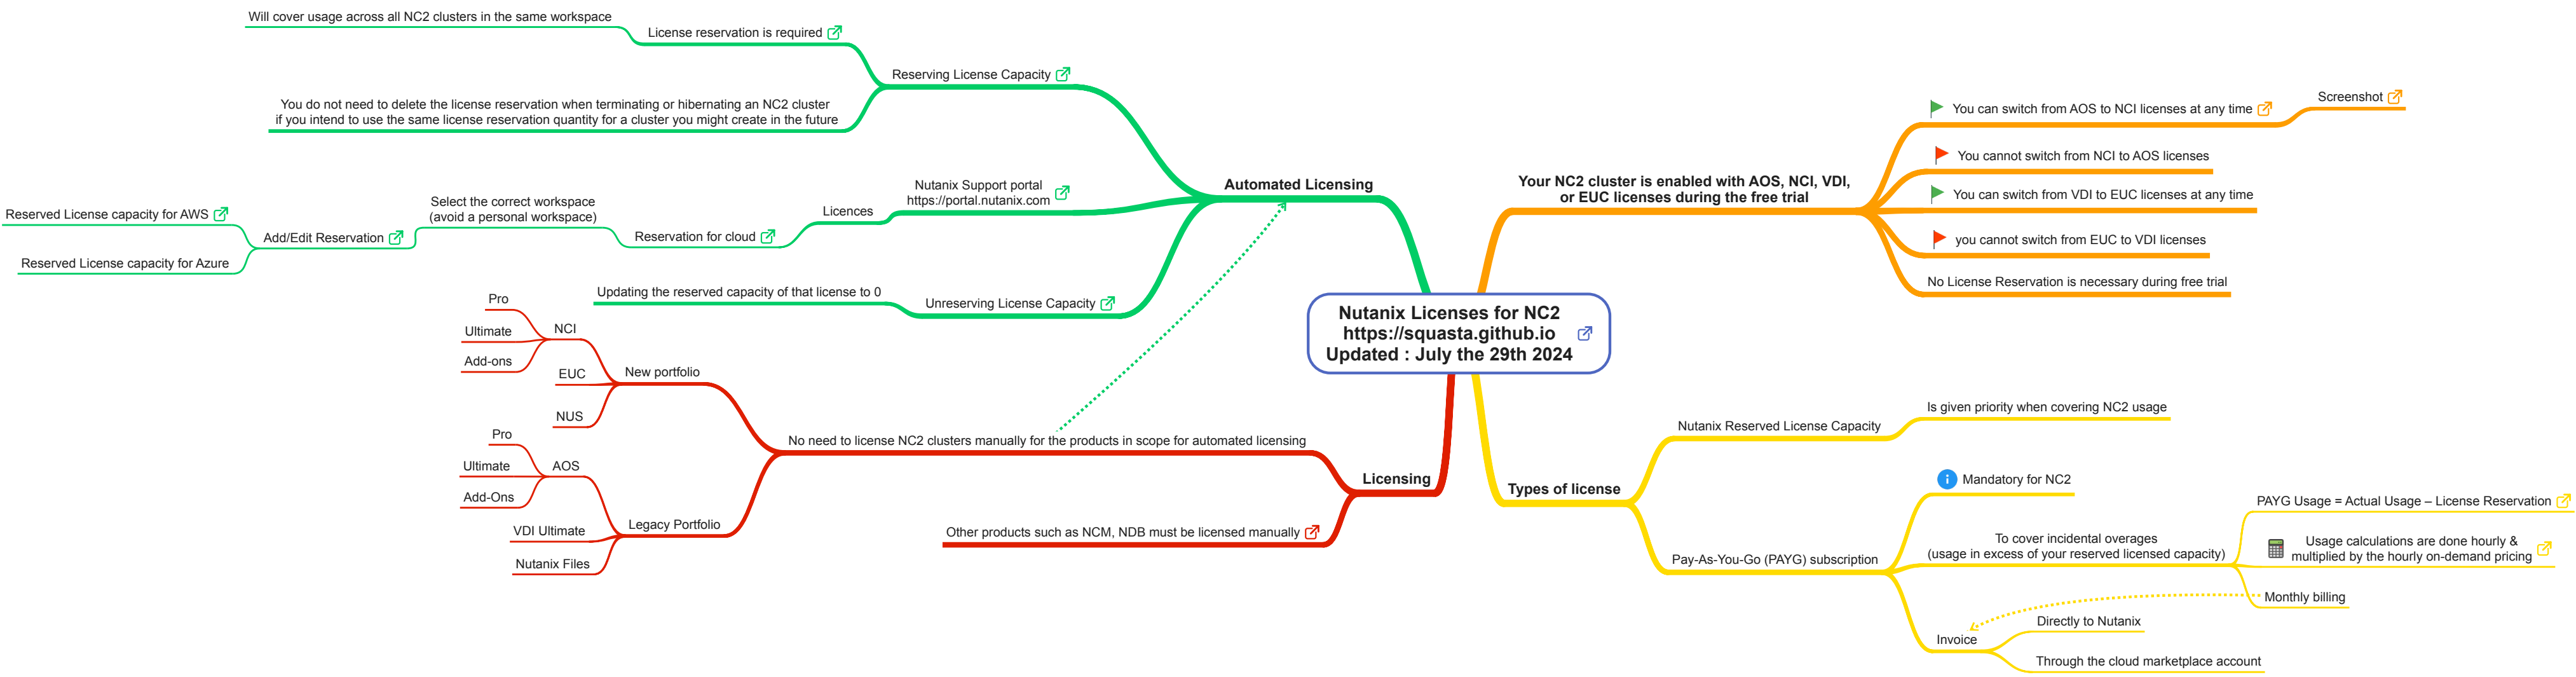 Nutanix Licenses for NC2
https://squasta.github.io
Updated : July the 29th 2024
Automated Licensing
Reserving License Capacity
License reservation is required
Will cover usage across all NC2 clusters in the same workspace
You do not need to delete the license reservation when terminating or hibernating an NC2 cluster
if you intend to use the same license reservation quantity for a cluster you might create in the future
Nutanix Support portal
https://portal.nutanix.com
Licences
Reservation for cloud
Select the correct workspace
(avoid a personal workspace)
Add/Edit Reservation
Reserved License capacity for AWS
Reserved License capacity for Azure
Unreserving License Capacity
Updating the reserved capacity of that license to 0
Your NC2 cluster is enabled with AOS, NCI, VDI,
or EUC licenses during the free trial
You can switch from AOS to NCI licenses at any time
Screenshot
You cannot switch from NCI to AOS licenses
You can switch from VDI to EUC licenses at any time
you cannot switch from EUC to VDI licenses
No License Reservation is necessary during free trial
Licensing
No need to license NC2 clusters manually for the products in scope for automated licensing
New portfolio
NCI
Pro
Ultimate
Add-ons
EUC
NUS
Legacy Portfolio
AOS
Pro
Ultimate
Add-Ons
VDI Ultimate
Nutanix Files
Other products such as NCM, NDB must be licensed manually
Types of license
Nutanix Reserved License Capacity
Is given priority when covering NC2 usage
Pay-As-You-Go (PAYG) subscription
Mandatory for NC2
To cover incidental overages
(usage in excess of your reserved licensed capacity)
PAYG Usage = Actual Usage – License Reservation
Usage calculations are done hourly &
multiplied by the hourly on-demand pricing
Monthly billing
Invoice
Directly to Nutanix
Through the cloud marketplace account